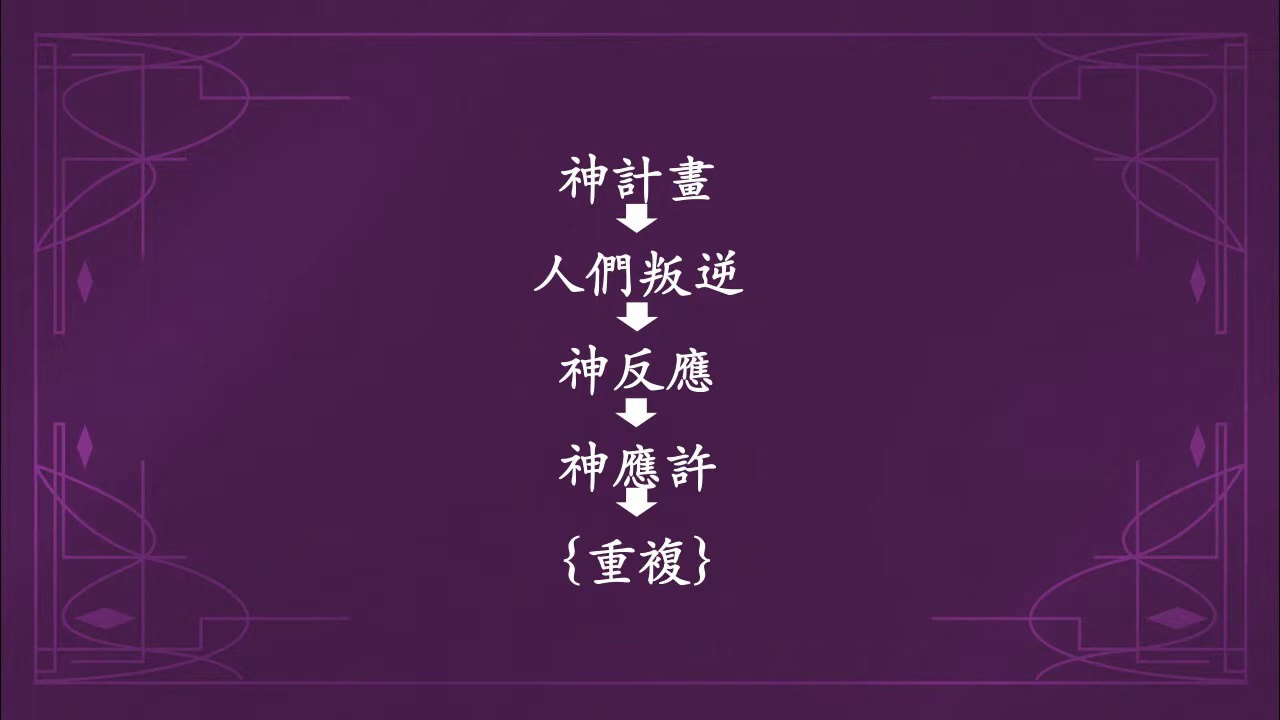 神計畫
人們叛逆
神反應
神應許
{重複}